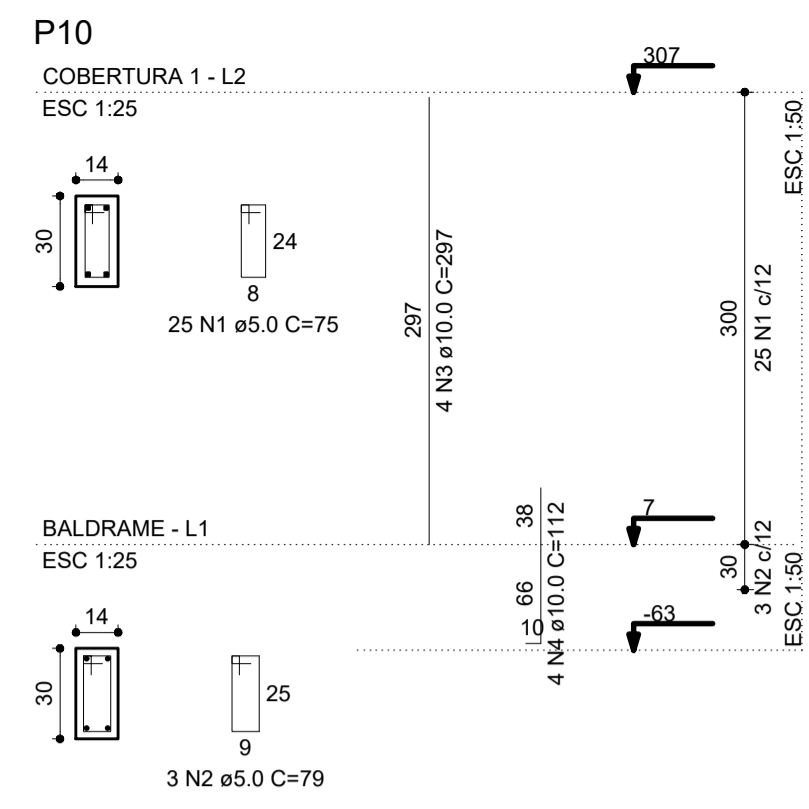 P10
COBERTURA 1 - L2
ESC 1:25
307
ESC 1:50
14
30
24
8
25 N1 ø5.0 C=75
297
4 N3 ø10.0 C=297
300
25 N1 c/12
BALDRAME - L1
ESC 1:25
7
38
66
10
4 N4 ø10.0 C=112
30
3 N2 c/12
ESC 1:50
-63
14
30
25
9
3 N2 ø5.0 C=79